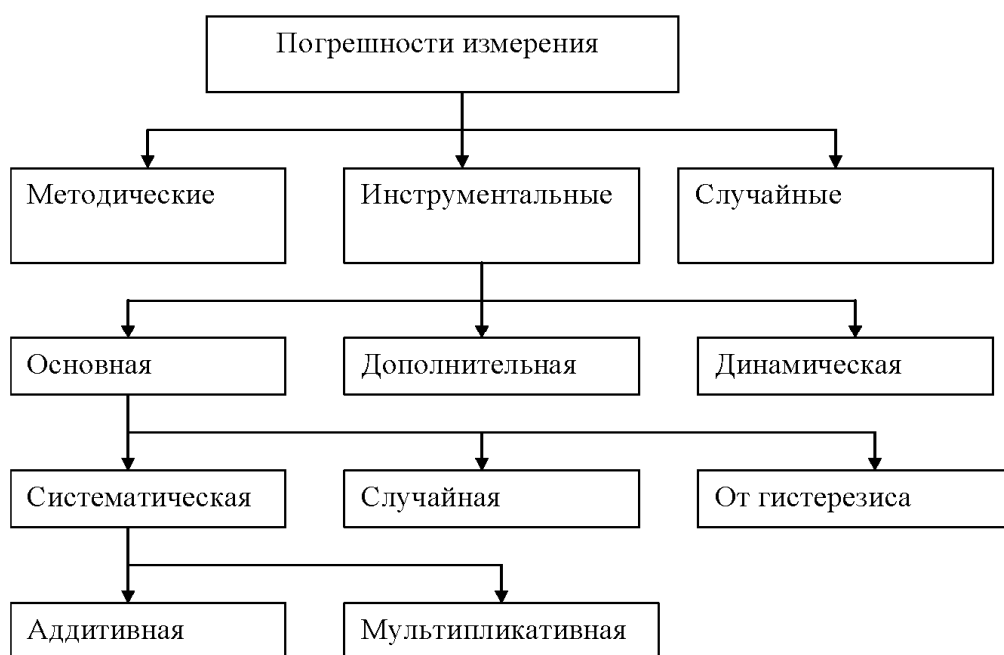 Погрешности измерения
Методические
Инструментальные
Случайные
Основная
Дополнительная
Динамическая
Систематическая
Случайная
От гистерезиса
Аддитивная
Мультипликативная